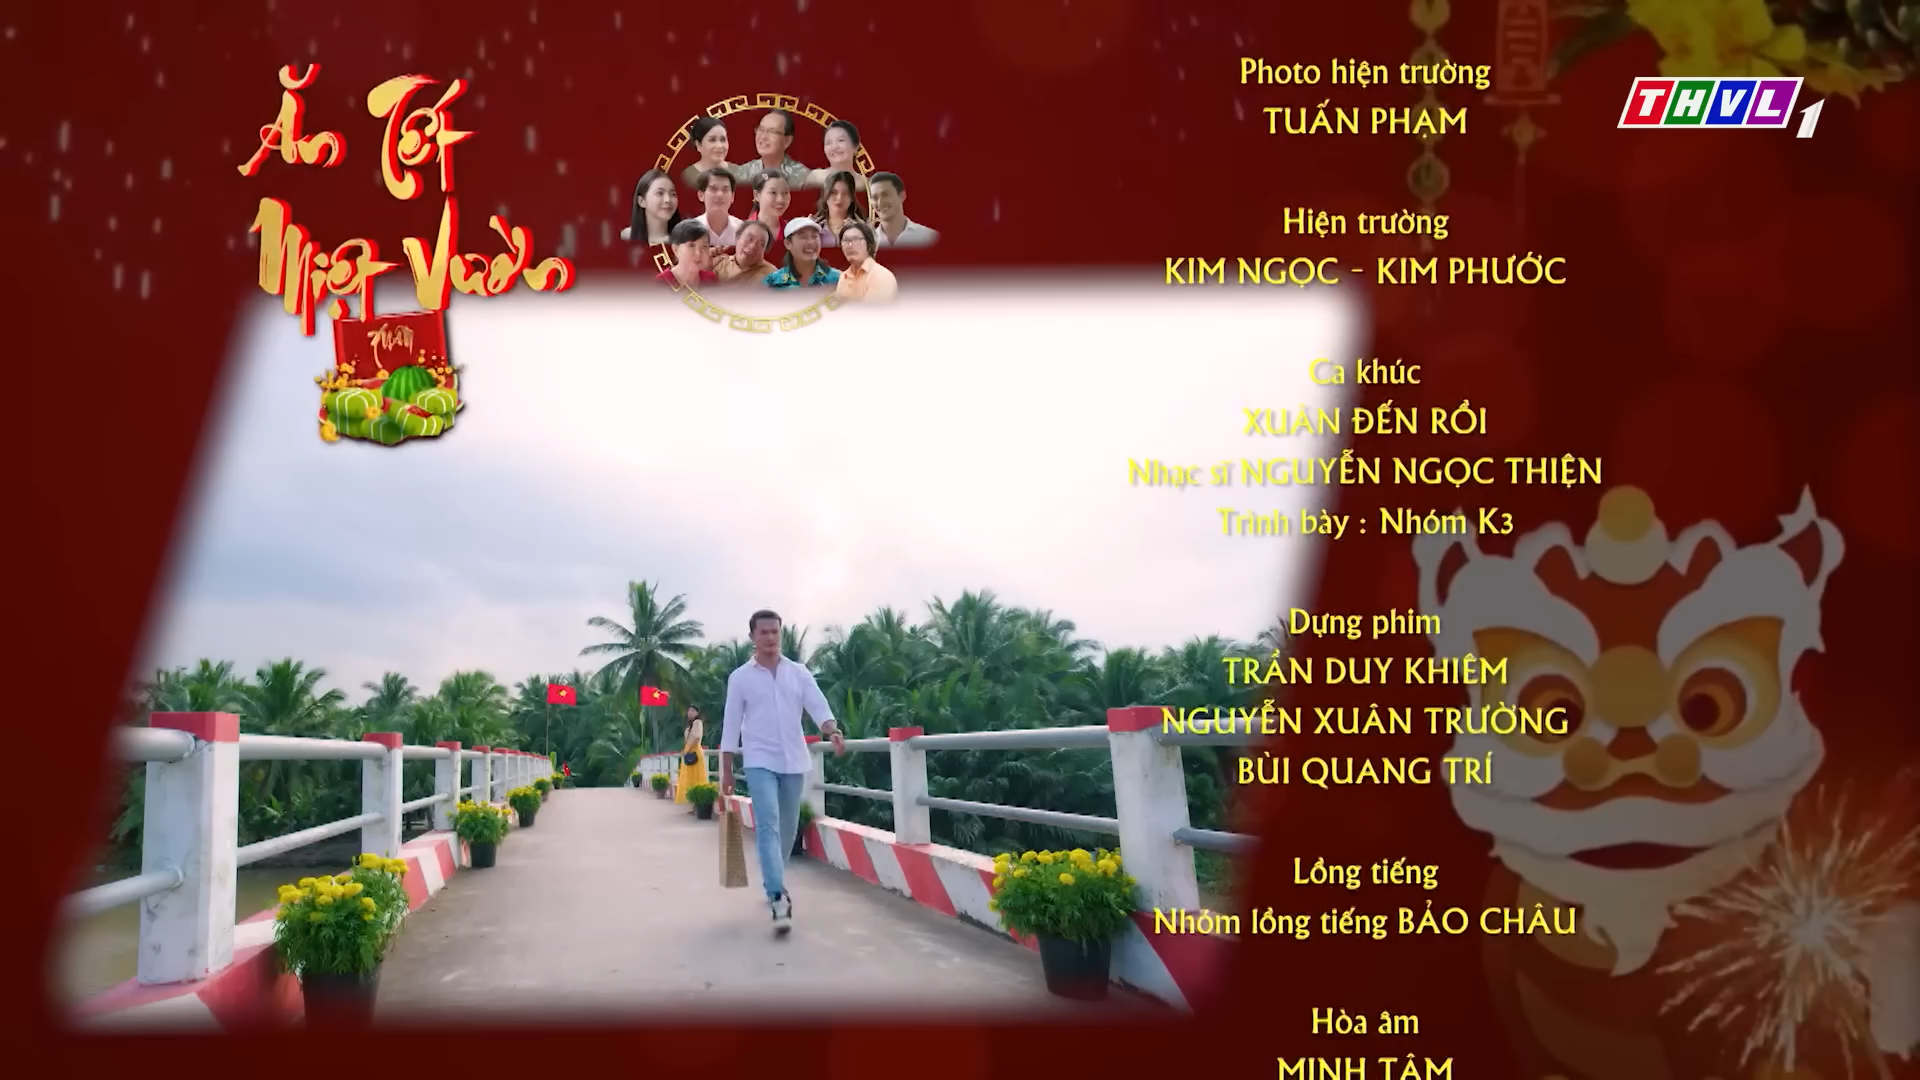 Ăn Tết
Miệt Vườn
Xuân
THVL1
Photo hiện trường
TUẤN PHẠM
Hiện trường
KIM NGỌC - KIM PHƯỚC
Ca khúc
XUÂN ĐẾN RỒI
Nhạc sĩ NGUYỄN NGỌC THIỆN
Trình bày : Nhóm K3
Dựng phim
TRẦN DUY KHIÊM
NGUYỄN XUÂN TRƯỜNG
BÙI QUANG TRÍ
Lồng tiếng
Nhóm lồng tiếng BẢO CHÂU
Hòa âm
MINH TÂM